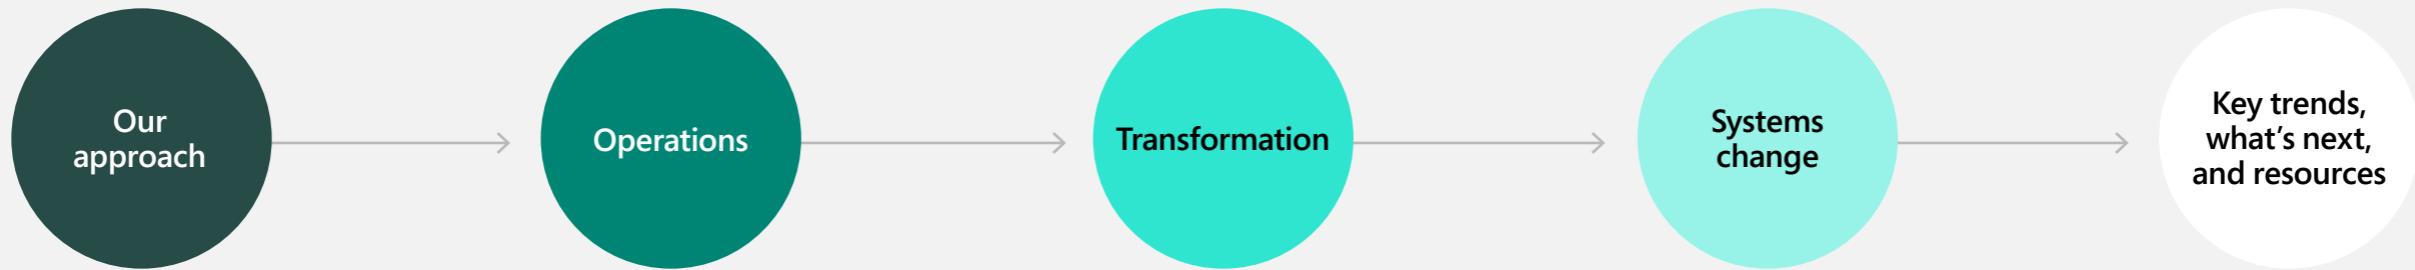 Our
approach
Operations
Transformation
Systems
change
Key trends,
what’s next,
and resources